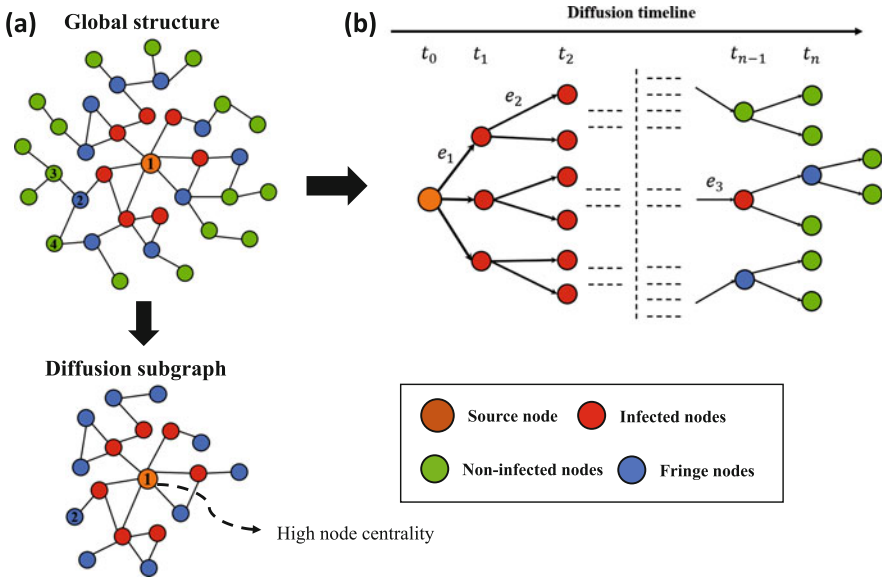 (a)
Global structure
1
2
3
4
Diffusion subgraph
1
2
High node centrality
(b)
Diffusion timeline
t₀ t₁ t₂ tₙ₋₁ tₙ
e₁
e₂
e₃
Source node
Infected nodes
Non-infected nodes
Fringe nodes